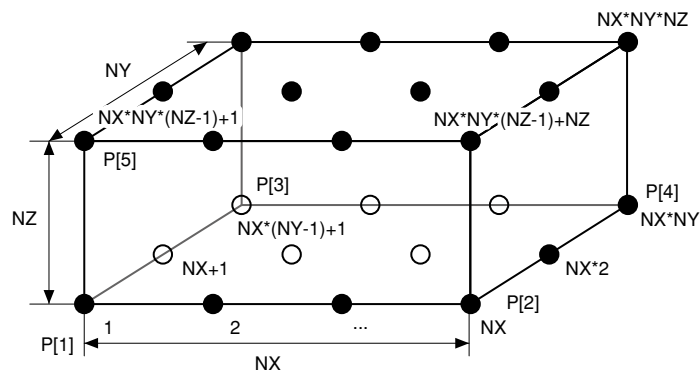 NX*NY*NZ
NY
NX*NY*(NZ-1)+1
NX*NY*(NZ-1)+NZ
P[5]
P[3]
P[4]
NZ
NX*(NY-1)+1
NX*NY
NX+1
NX*2
P[2]
1
2
...
NX
P[1]
NX